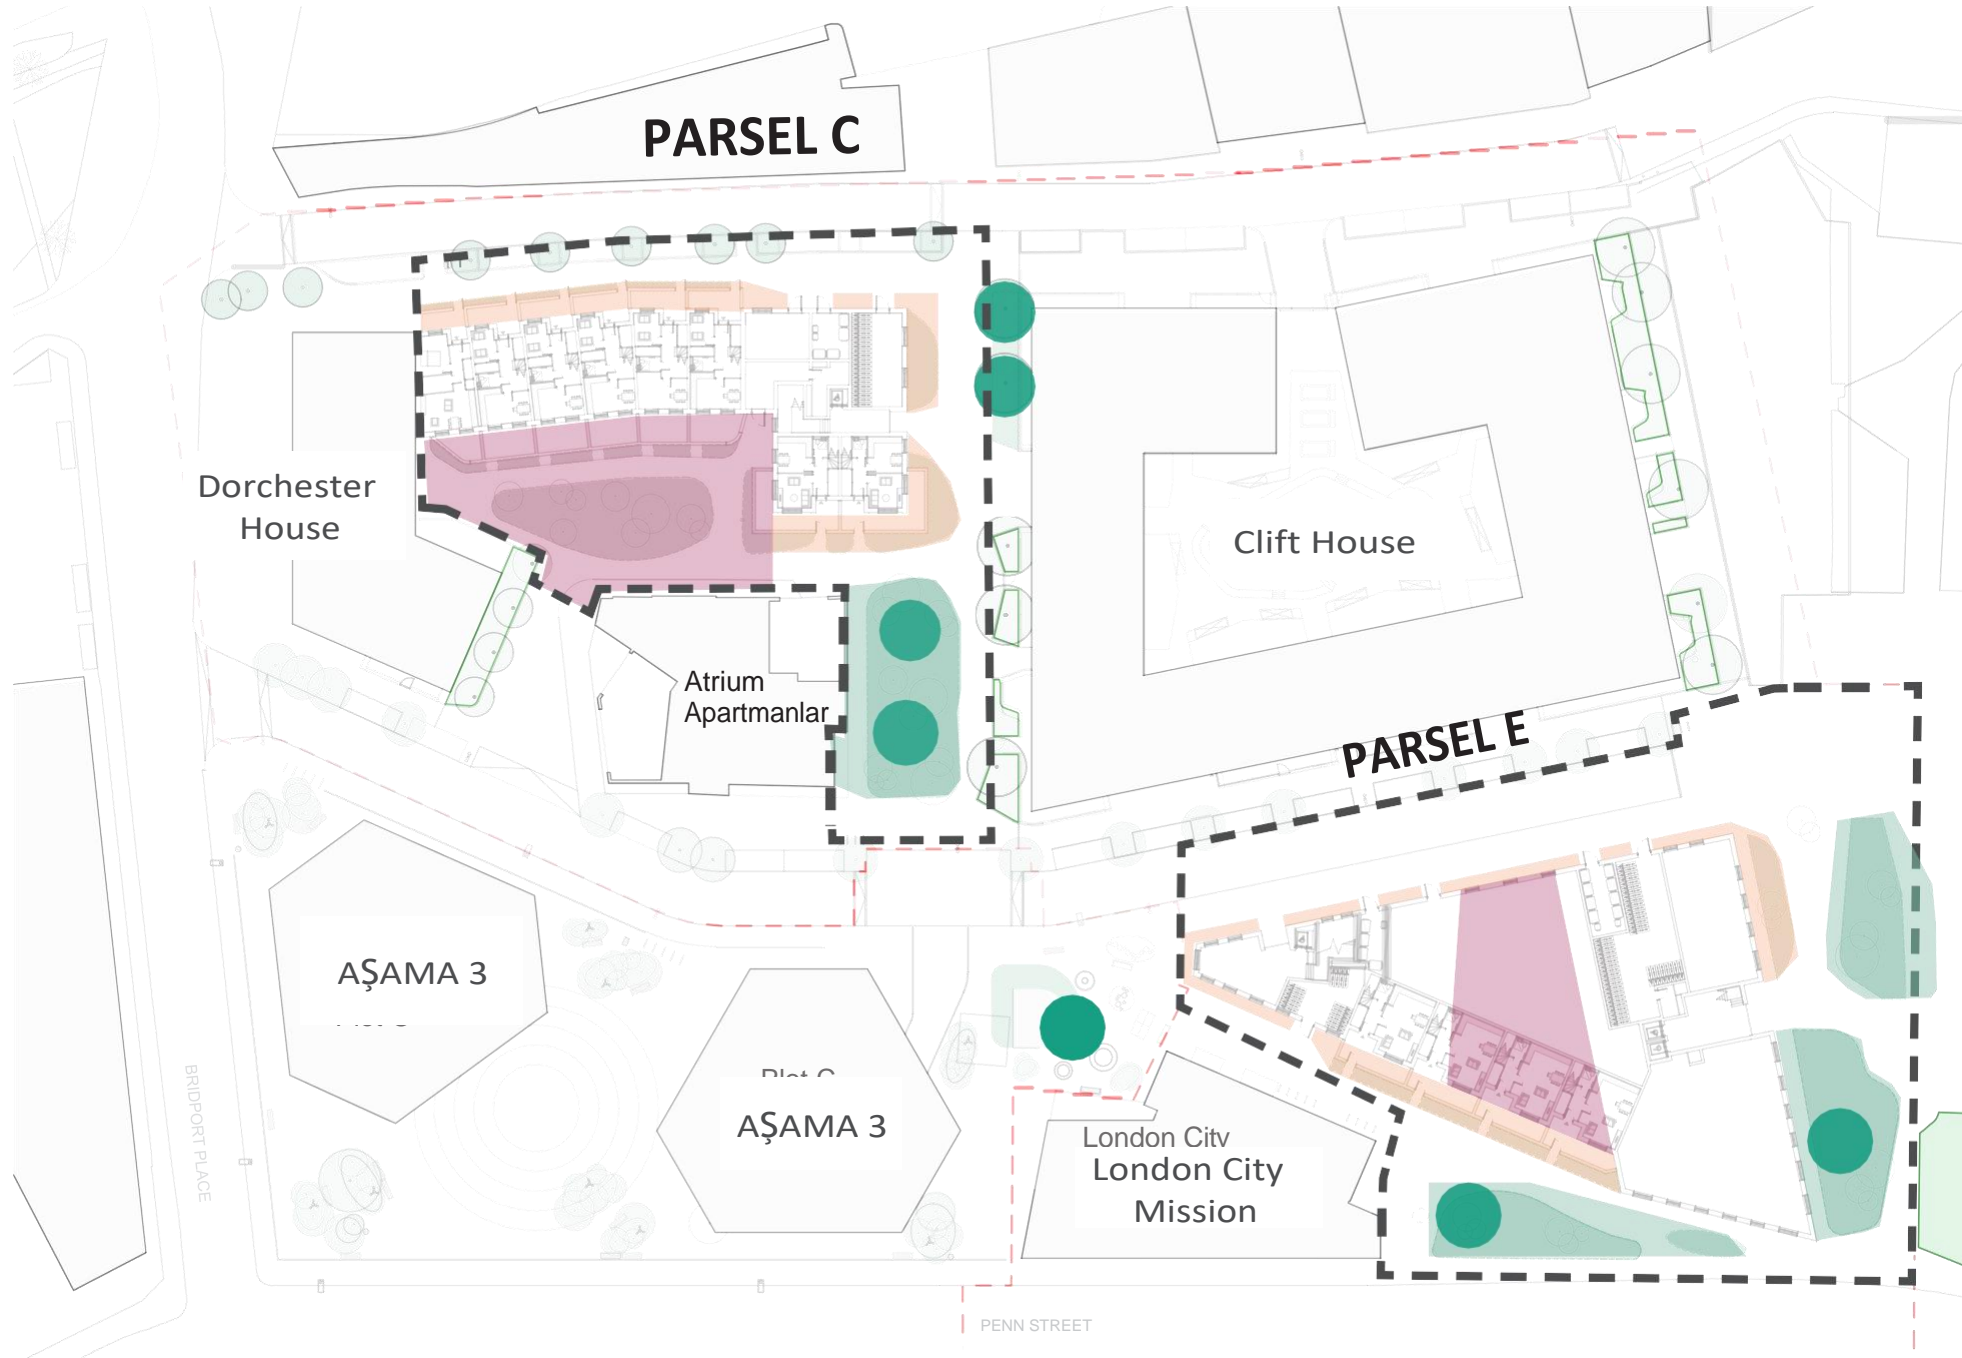 PARSEL C
Dorchester
House
Clift House
Atrium
Apartmanlar
PARSEL E
AŞAMA 3
AŞAMA 3
London City
London City
Mission
BRIDPORT PLACE
PENN STREET